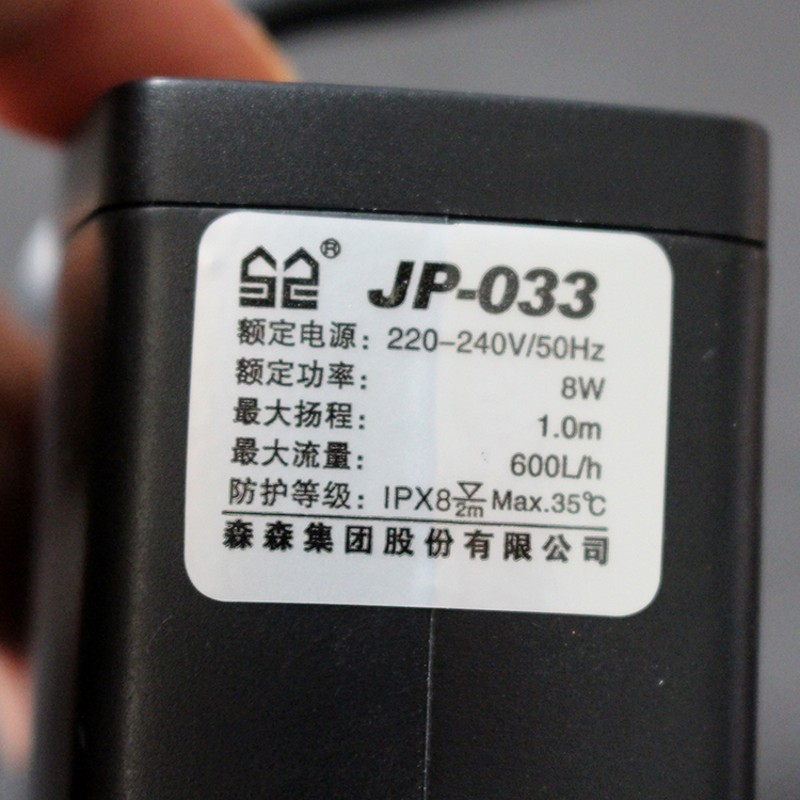 ® JP-033
额定电源: 220-240V/50Hz
额定功率: 8W
最大扬程: 1.0m
最大流量: 600L/h
防护等级: IPX8 2m Max.35℃
森森集团股份有限公司